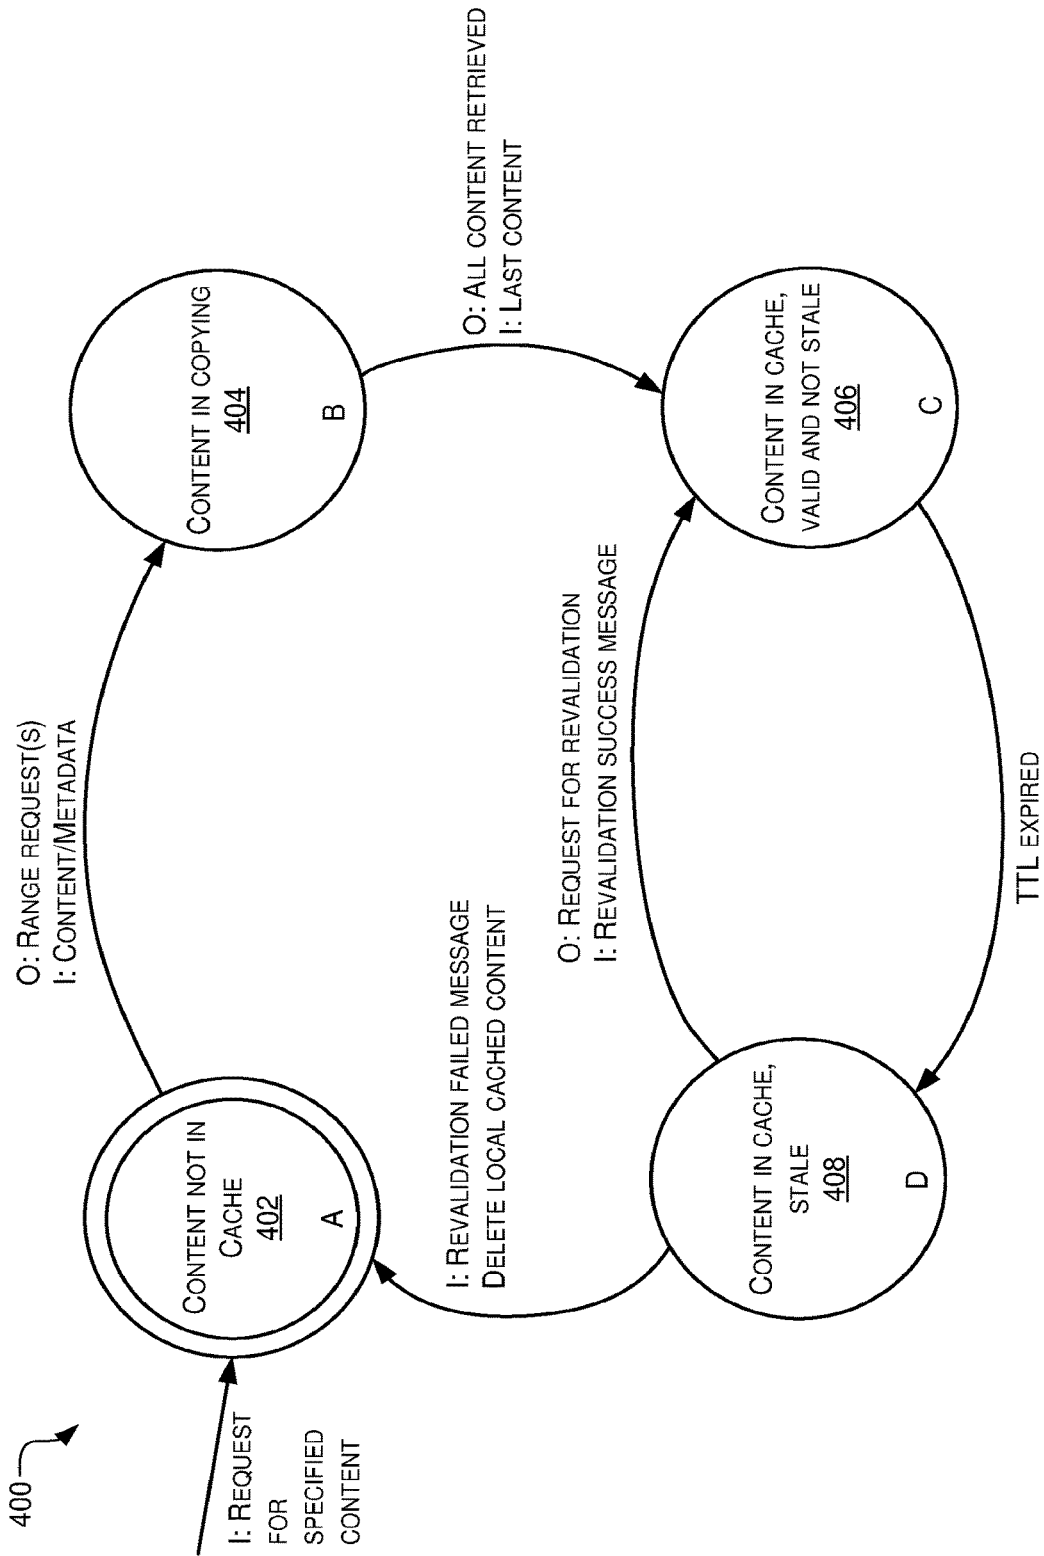 400
I: REQUEST
FOR
SPECIFIED
CONTENT
CONTENT NOT IN
CACHE
402
A
O: RANGE REQUEST(S)
I: CONTENT/METADATA
CONTENT IN COPYING
404
B
O: ALL CONTENT RETRIEVED
I: LAST CONTENT
I: REVALIDATION FAILED MESSAGE
DELETE LOCAL CACHED CONTENT
O: REQUEST FOR REVALIDATION
I: REVALIDATION SUCCESS MESSAGE
CONTENT IN CACHE,
STALE
408
D
CONTENT IN CACHE,
VALID AND NOT STALE
406
C
TTL EXPIRED